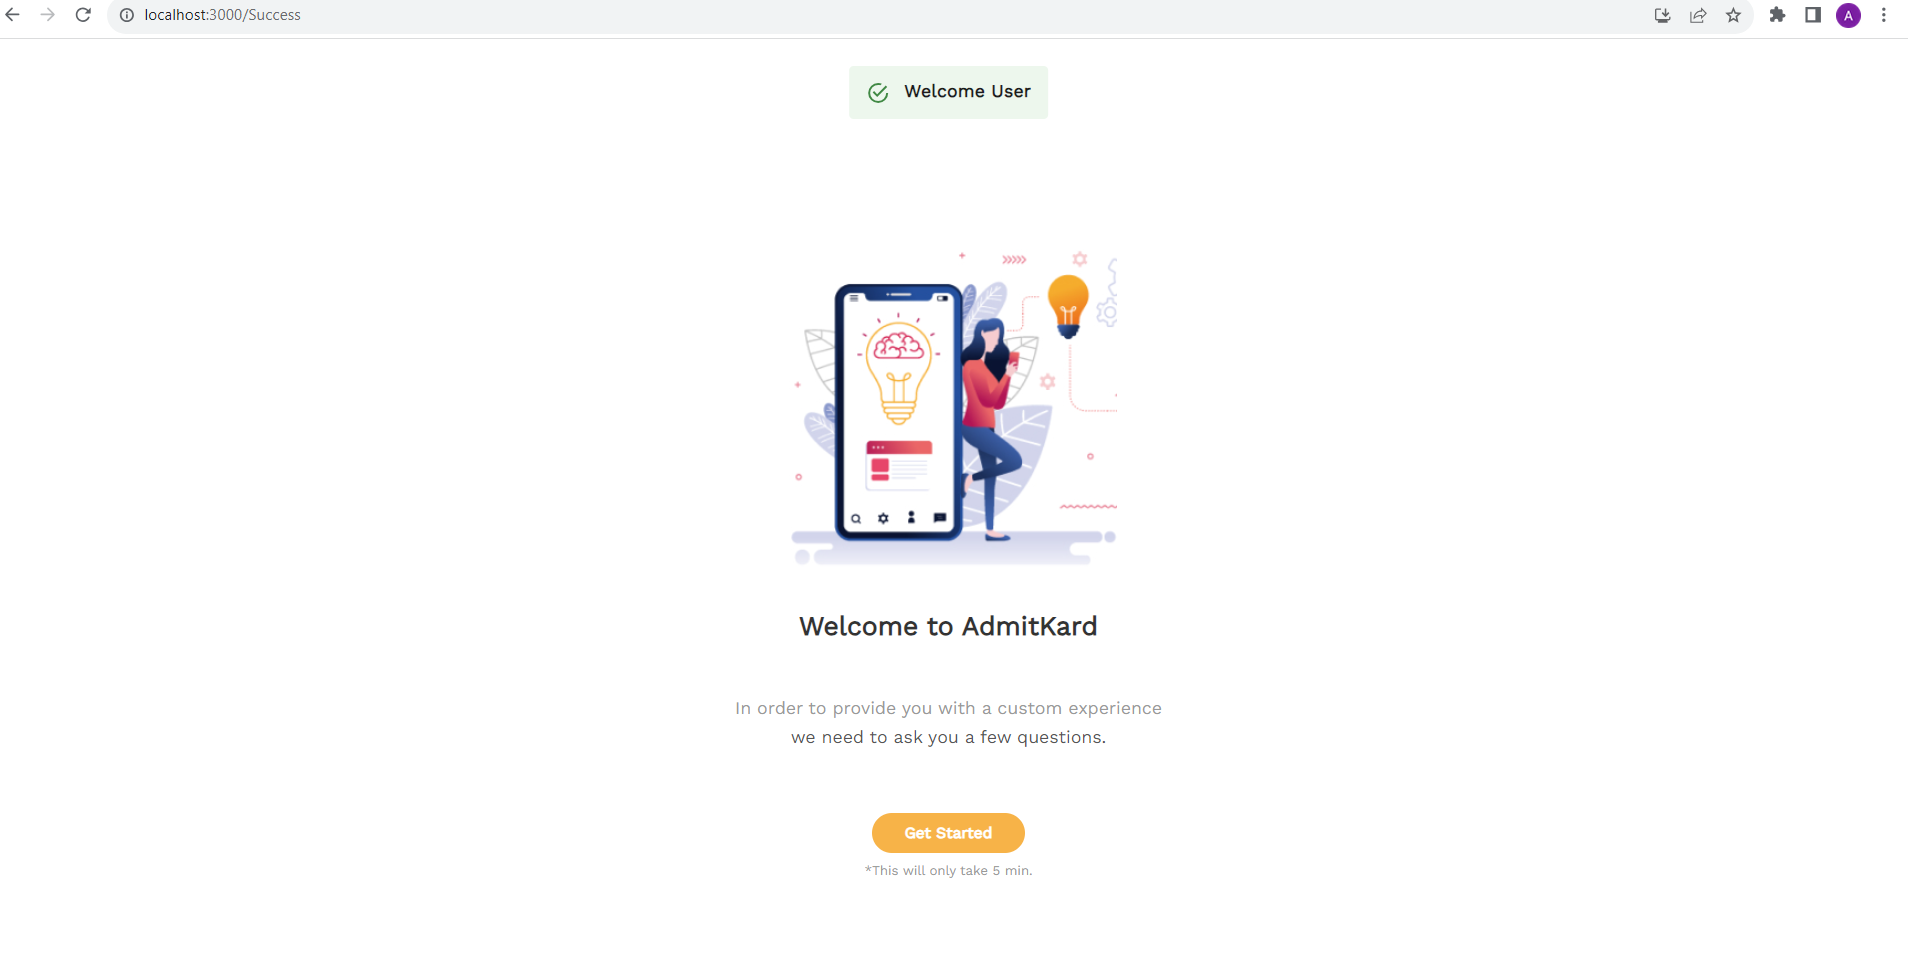 localhost:3000/Success
A
Welcome User
Welcome to AdmitKard
In order to provide you with a custom experience
we need to ask you a few questions.
Get Started
*This will only take 5 min.